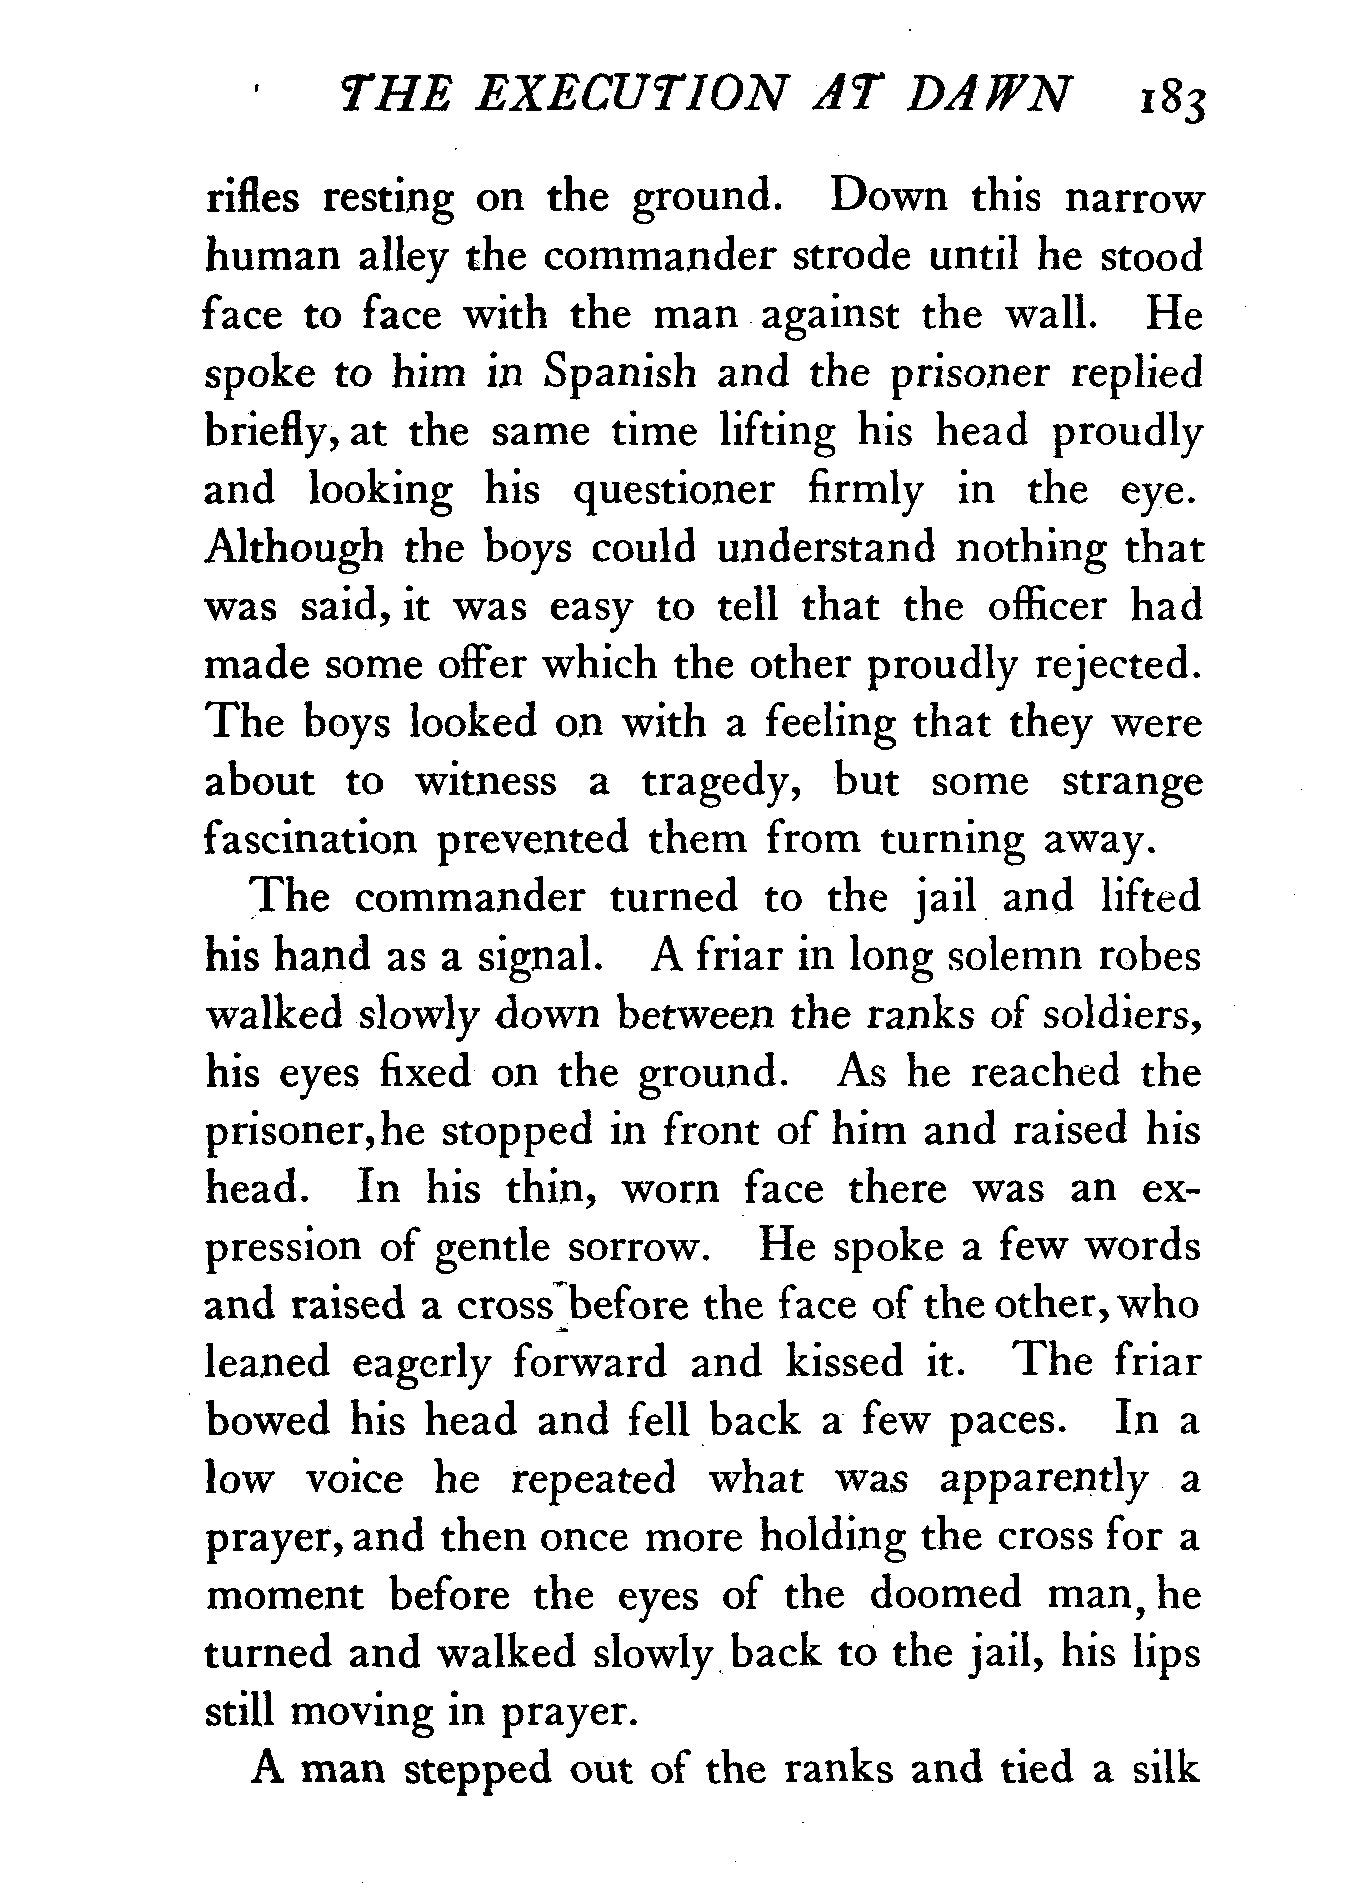 THE EXECUTION AT DAWN 183
rifles resting on the ground. Down this narrow
human alley the commander strode until he stood
face to face with the man against the wall. He
spoke to him in Spanish and the prisoner replied
briefly, at the same time lifting his head proudly
and looking his questioner firmly in the eye.
Although the boys could understand nothing that
was said, it was easy to tell that the officer had
made some offer which the other proudly rejected.
The boys looked on with a feeling that they were
about to witness a tragedy, but some strange
fascination prevented them from turning away.
The commander turned to the jail and lifted
his hand as a signal. A friar in long solemn robes
walked slowly down between the ranks of soldiers,
his eyes fixed on the ground. As he reached the
prisoner, he stopped in front of him and raised his
head. In his thin, worn face there was an ex-
pression of gentle sorrow. He spoke a few words
and raised a cross before the face of the other, who
leaned eagerly forward and kissed it. The friar
bowed his head and fell back a few paces. In a
low voice he repeated what was apparently a
prayer, and then once more holding the cross for a
moment before the eyes of the doomed man, he
turned and walked slowly back to the jail, his lips
still moving in prayer.
A man stepped out of the ranks and tied a silk